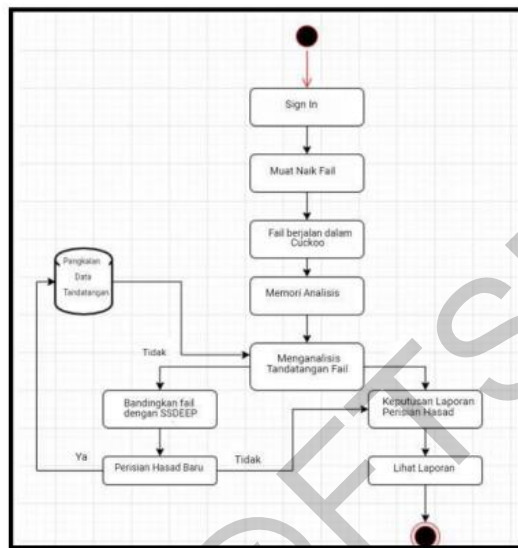 Sign In
Muat Naik Fail
Fail berjalan dalam
Cuckoo
Pangkalan
Data
Tandatangan
Memori Analisis
Tidak
Menganalisis
Tandatangan Fail
Bandingkan fail
dengan SSDEEP
Keputusan Laporan
Perisian Hasad
Ya
Perisian Hasad Baru
Tidak
Lihat Laporan